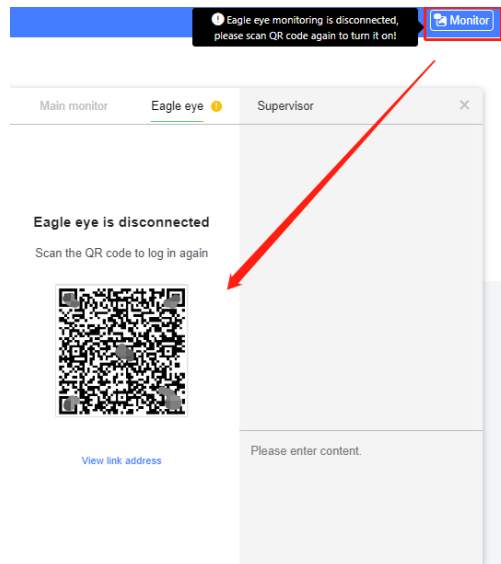 Eagle eye monitoring is disconnected,
please scan QR code again to turn it on!
Monitor
Main monitor
Eagle eye
Supervisor
Eagle eye is disconnected
Scan the QR code to log in again
View link address
Please enter content.